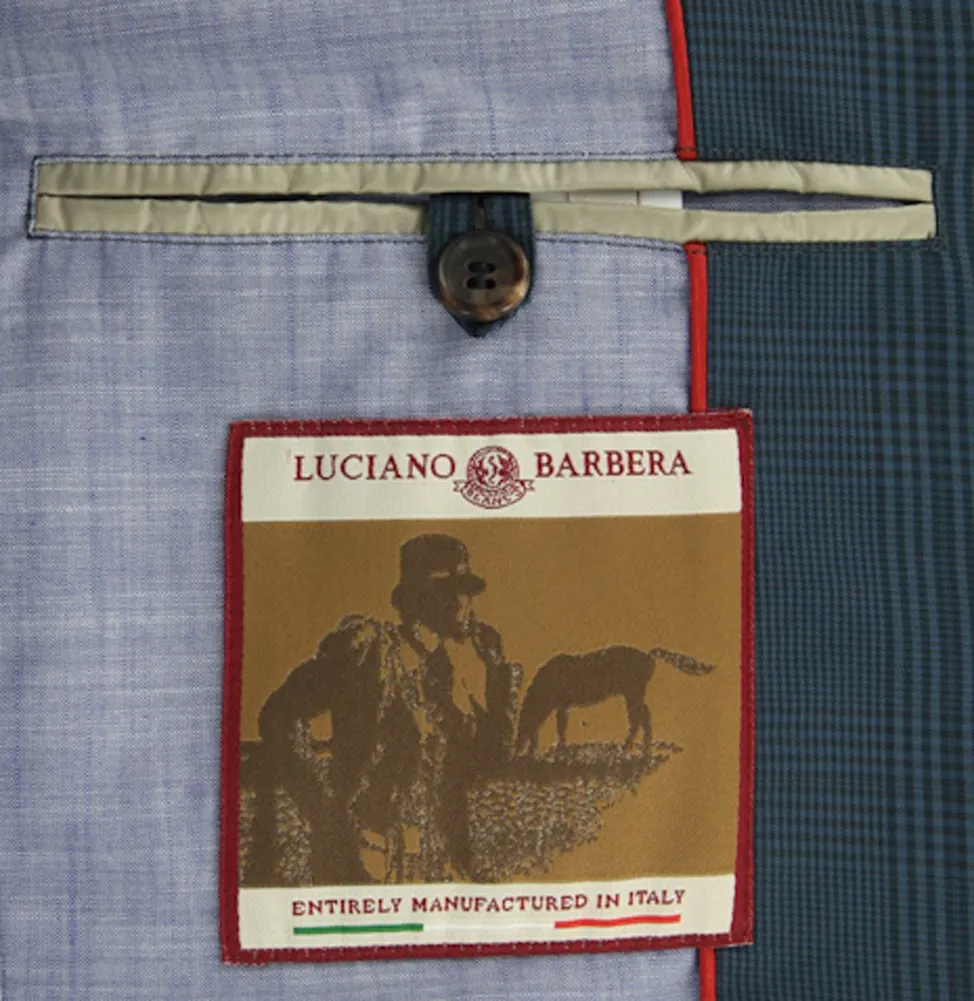 LUCIANO BARBERA
ENTIRELY MANUFACTURED IN ITALY